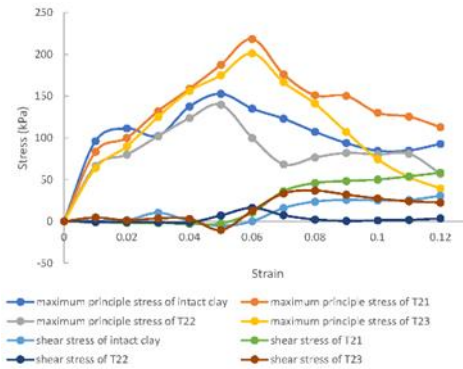 250
200
150
100
50
0
-50
Stress (kPa)
0 0.02 0.04 0.06 0.08 0.1 0.12
Strain
maximum principle stress of intact clay maximum principle stress of T21
maximum principle stress of T22 maximum principle stress of T23
shear stress of intact clay shear stress of T21
shear stress of T22 shear stress of T23